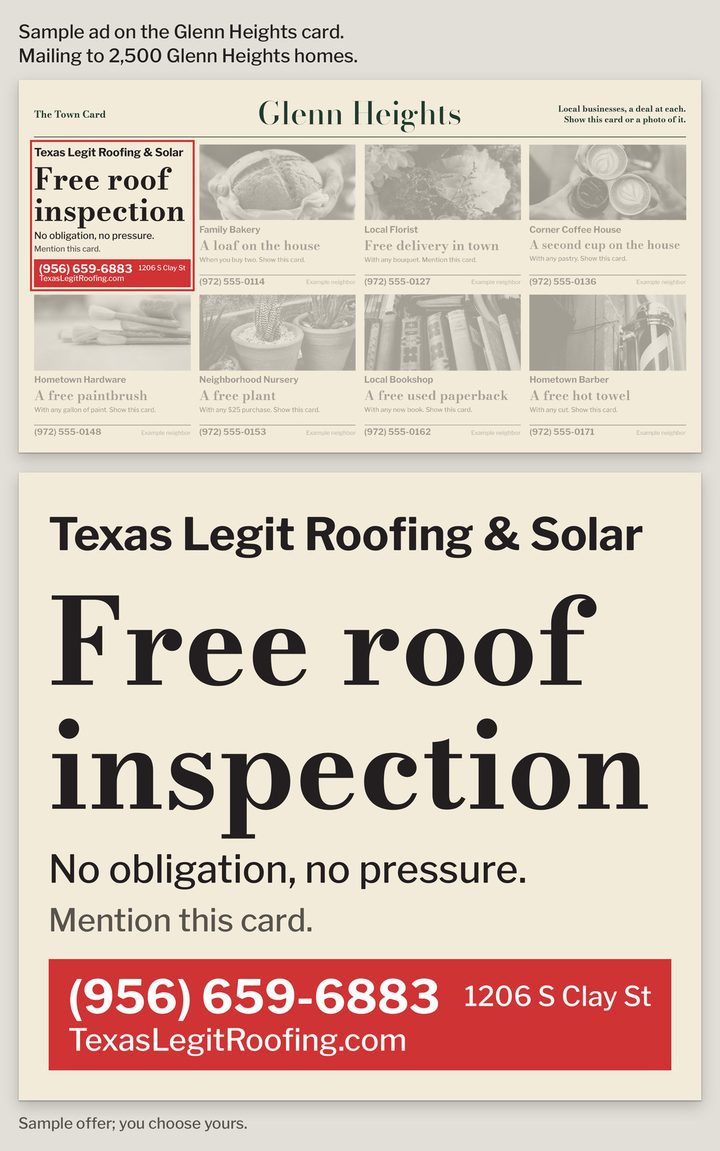 Sample ad on the Glenn Heights card.
Mailing to 2,500 Glenn Heights homes.
The Town Card
Glenn Heights
Local businesses, a deal at each.
Show this card or a photo of it.
Texas Legit Roofing & Solar
Free roof
inspection
No obligation, no pressure.
Mention this card.
(956) 659-6883 1206 S Clay St
TexasLegitRoofing.com
Family Bakery
A loaf on the house
When you buy two. Show this card.
(972) 555-0114 Example neighbor
Local Florist
Free delivery in town
With any bouquet. Mention this card.
(972) 555-0127 Example neighbor
Corner Coffee House
A second cup on the house
With any pastry. Show this card.
(972) 555-0136 Example neighbor
Hometown Hardware
A free paintbrush
With any gallon of paint. Show this card.
(972) 555-0148 Example neighbor
Neighborhood Nursery
A free plant
With any $25 purchase. Show this card.
(972) 555-0153 Example neighbor
Local Bookshop
A free used paperback
With any new book. Show this card.
(972) 555-0162 Example neighbor
Hometown Barber
A free hot towel
With any cut. Show this card.
(972) 555-0171 Example neighbor
Texas Legit Roofing & Solar
Free roof
inspection
No obligation, no pressure.
Mention this card.
(956) 659-6883 1206 S Clay St
TexasLegitRoofing.com
Sample offer; you choose yours.